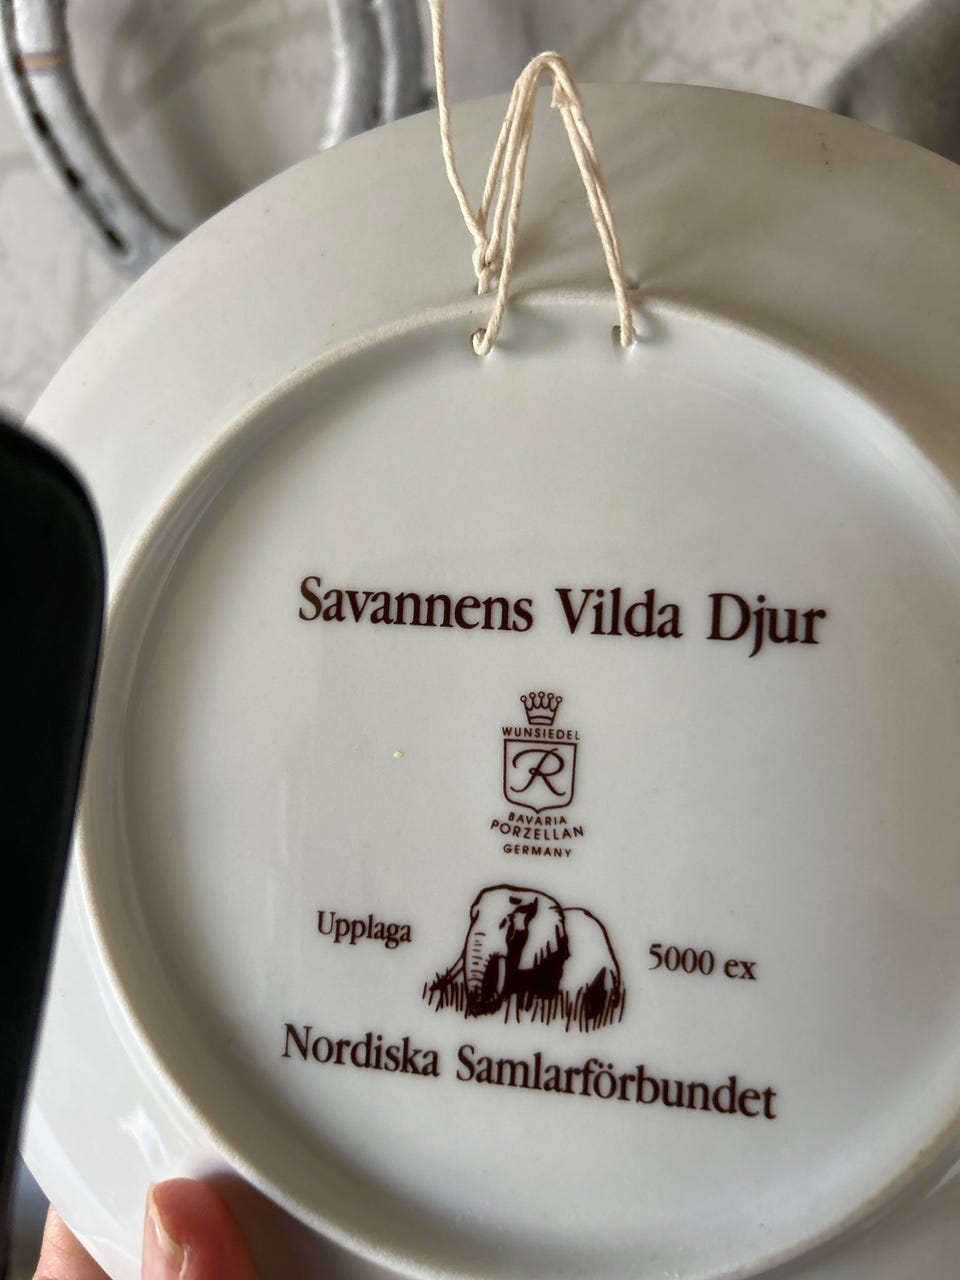 Savannens Vilda Djur
WUNSIEDEL
R
BAVARIA
PORZELLAN
GERMANY
Upplaga
5000 ex
Nordiska Samlarförbundet